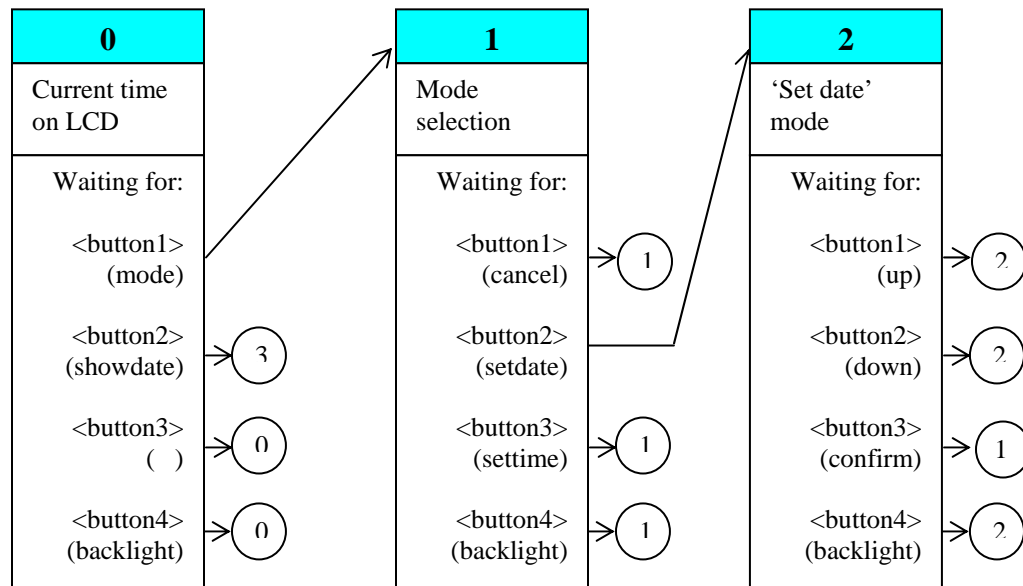 0
Current time
on LCD
Waiting for:
<button1>
(mode)
<button2>
(showdate)
3
<button3>
( )
0
<button4>
(backlight)
0
1
Mode
selection
Waiting for:
<button1>
(cancel)
1
<button2>
(setdate)
<button3>
(settime)
1
<button4>
(backlight)
1
2
‘Set date’
mode
Waiting for:
<button1>
(up)
2
<button2>
(down)
2
<button3>
(confirm)
1
<button4>
(backlight)
2